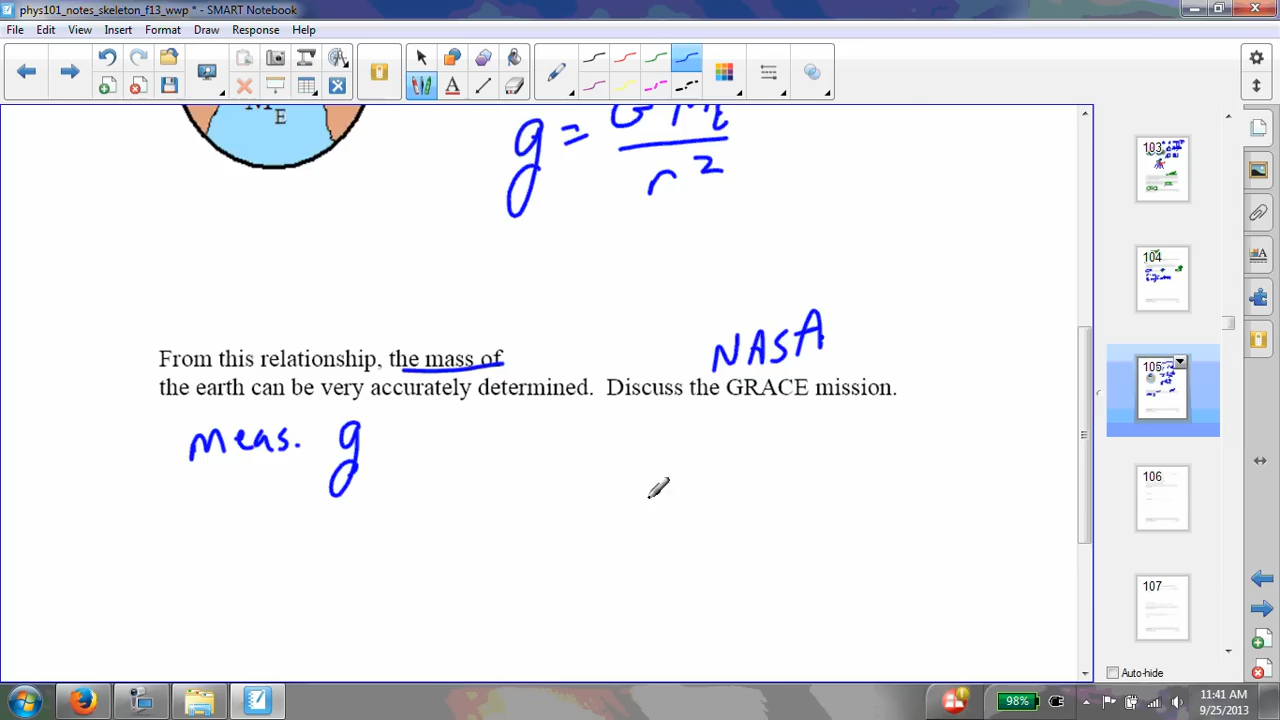 phys101_notes_skeleton_f13_wwp * - SMART Notebook
File Edit View Insert Format Draw Response Help
M E
g = G M E
r 2
NASA
From this relationship, the mass of
the earth can be very accurately determined. Discuss the GRACE mission.
meas. g
103
104
105
106
107
Auto-hide
98%
11:41 AM
9/25/2013